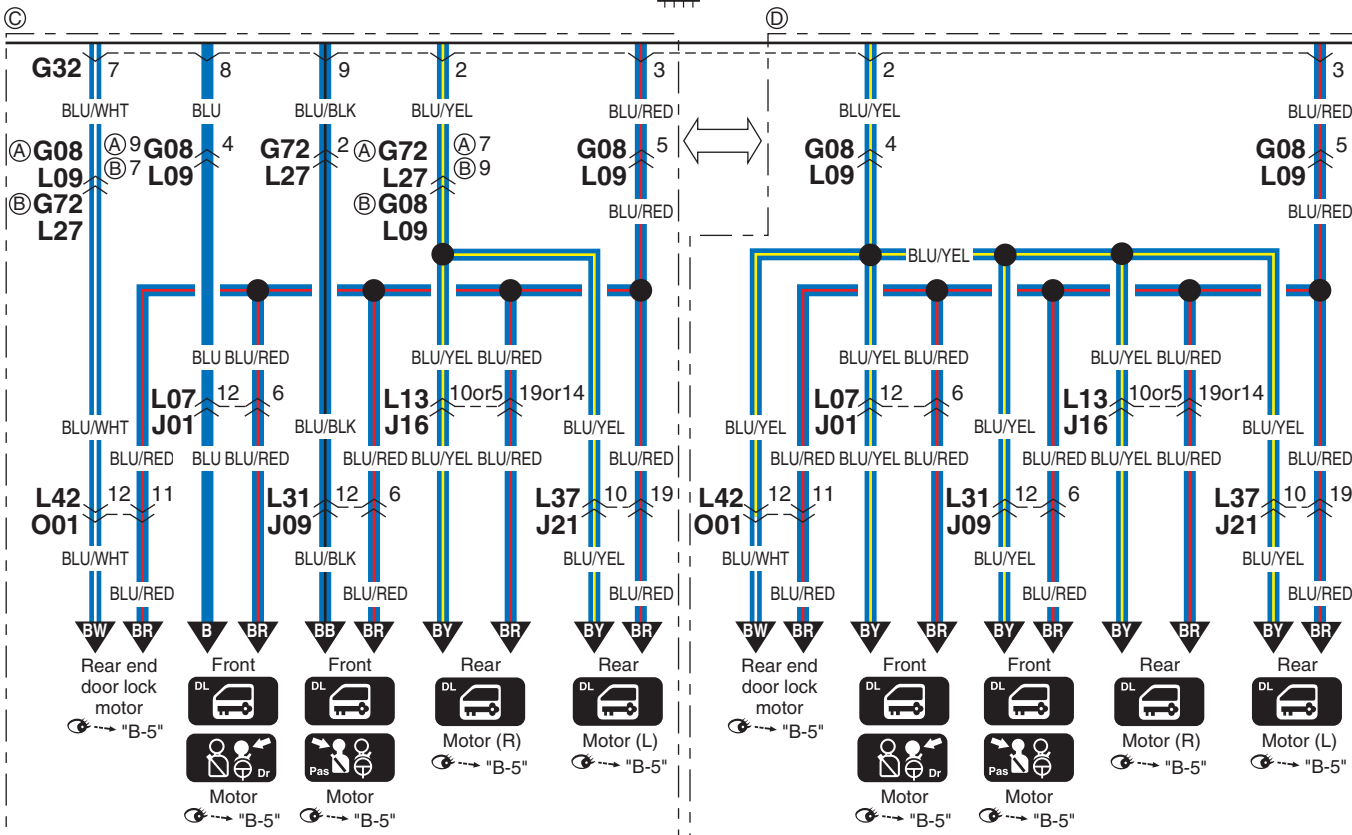 C D
G32 7 8 9 2 3 2 3
BLU/WHT BLU BLU/BLK BLU/YEL BLU/RED BLU/YEL BLU/RED
A G08 A 9 G08 4 G72 2 A G72 A 7 G08 5 G08 4 G08 5
L09 B 7 L09 L27 L27 B 9 L09 L09 L09
B G72 B G08 BLU/RED BLU/RED
L27 L09
BLU/YEL
BLU BLU/RED BLU/YEL BLU/RED BLU/YEL BLU/RED BLU/YEL BLU/RED
L07 12 6 L13 10or5 19or14 L07 12 6 L13 10or5 19or14
J01 J16 J01 J16
BLU/WHT BLU/BLK BLU/YEL BLU/YEL BLU/YEL BLU/YEL
BLU/RED BLU BLU/RED BLU/RED BLU/YEL BLU/RED BLU/RED BLU/RED BLU/YEL BLU/RED BLU/RED BLU/YEL BLU/RED BLU/RED
L42 12 11 L31 12 6 L37 10 19 L42 12 11 L31 12 6 L37 10 19
O01 J09 J21 O01 J09 J21
BLU/WHT BLU/BLK BLU/YEL BLU/WHT BLU/YEL BLU/YEL
BLU/RED BLU/RED BLU/RED BLU/RED BLU/RED BLU/RED
BW BR B BR BB BR BY BR BY BR BW BR BY BR BY BR BY BR BY BR
Rear end Front Front Rear Rear Rear end Front Front Rear Rear
door lock DL DL DL DL door lock DL DL DL DL
motor motor
"B-5" Motor (R) Motor (L) "B-5" Motor (R) Motor (L)
Dr Pas "B-5" "B-5" Dr Pas "B-5" "B-5"
Motor Motor Motor Motor
"B-5" "B-5" "B-5" "B-5"